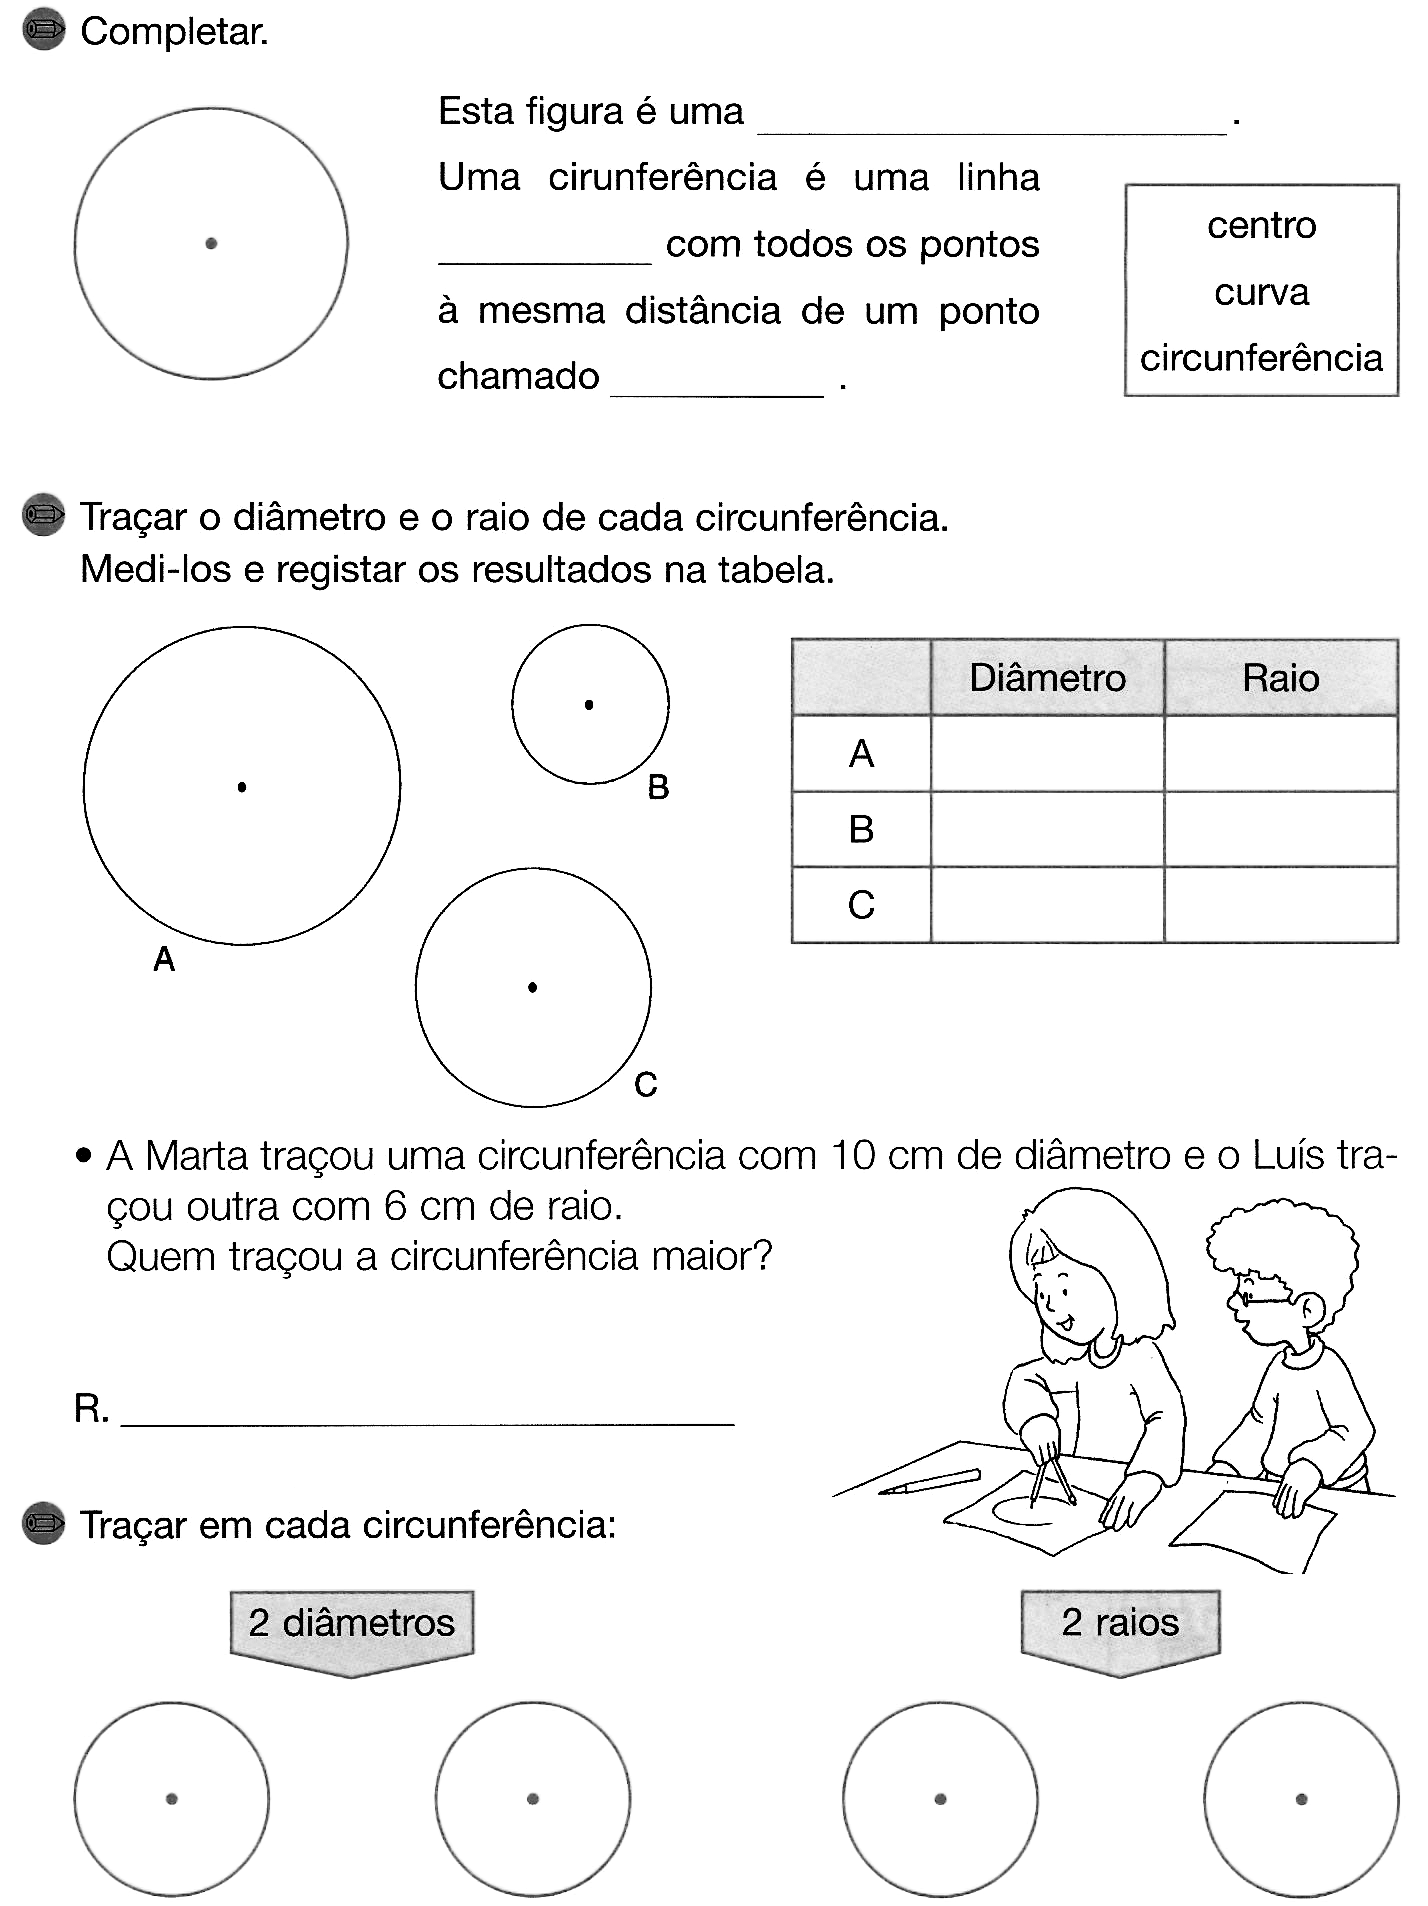 Completar.
Esta figura é uma ______________________ .
Uma cirunferência é uma linha
__________ com todos os pontos
à mesma distância de um ponto
chamado __________ .
centro
curva
circunferência
Traçar o diâmetro e o raio de cada circunferência.
Medi-los e registar os resultados na tabela.
A
B
C
Diâmetro Raio
A
B
C
• A Marta traçou uma circunferência com 10 cm de diâmetro e o Luís tra-
çou outra com 6 cm de raio.
Quem traçou a circunferência maior?
R. ______________________________
Traçar em cada circunferência:
2 diâmetros
2 raios